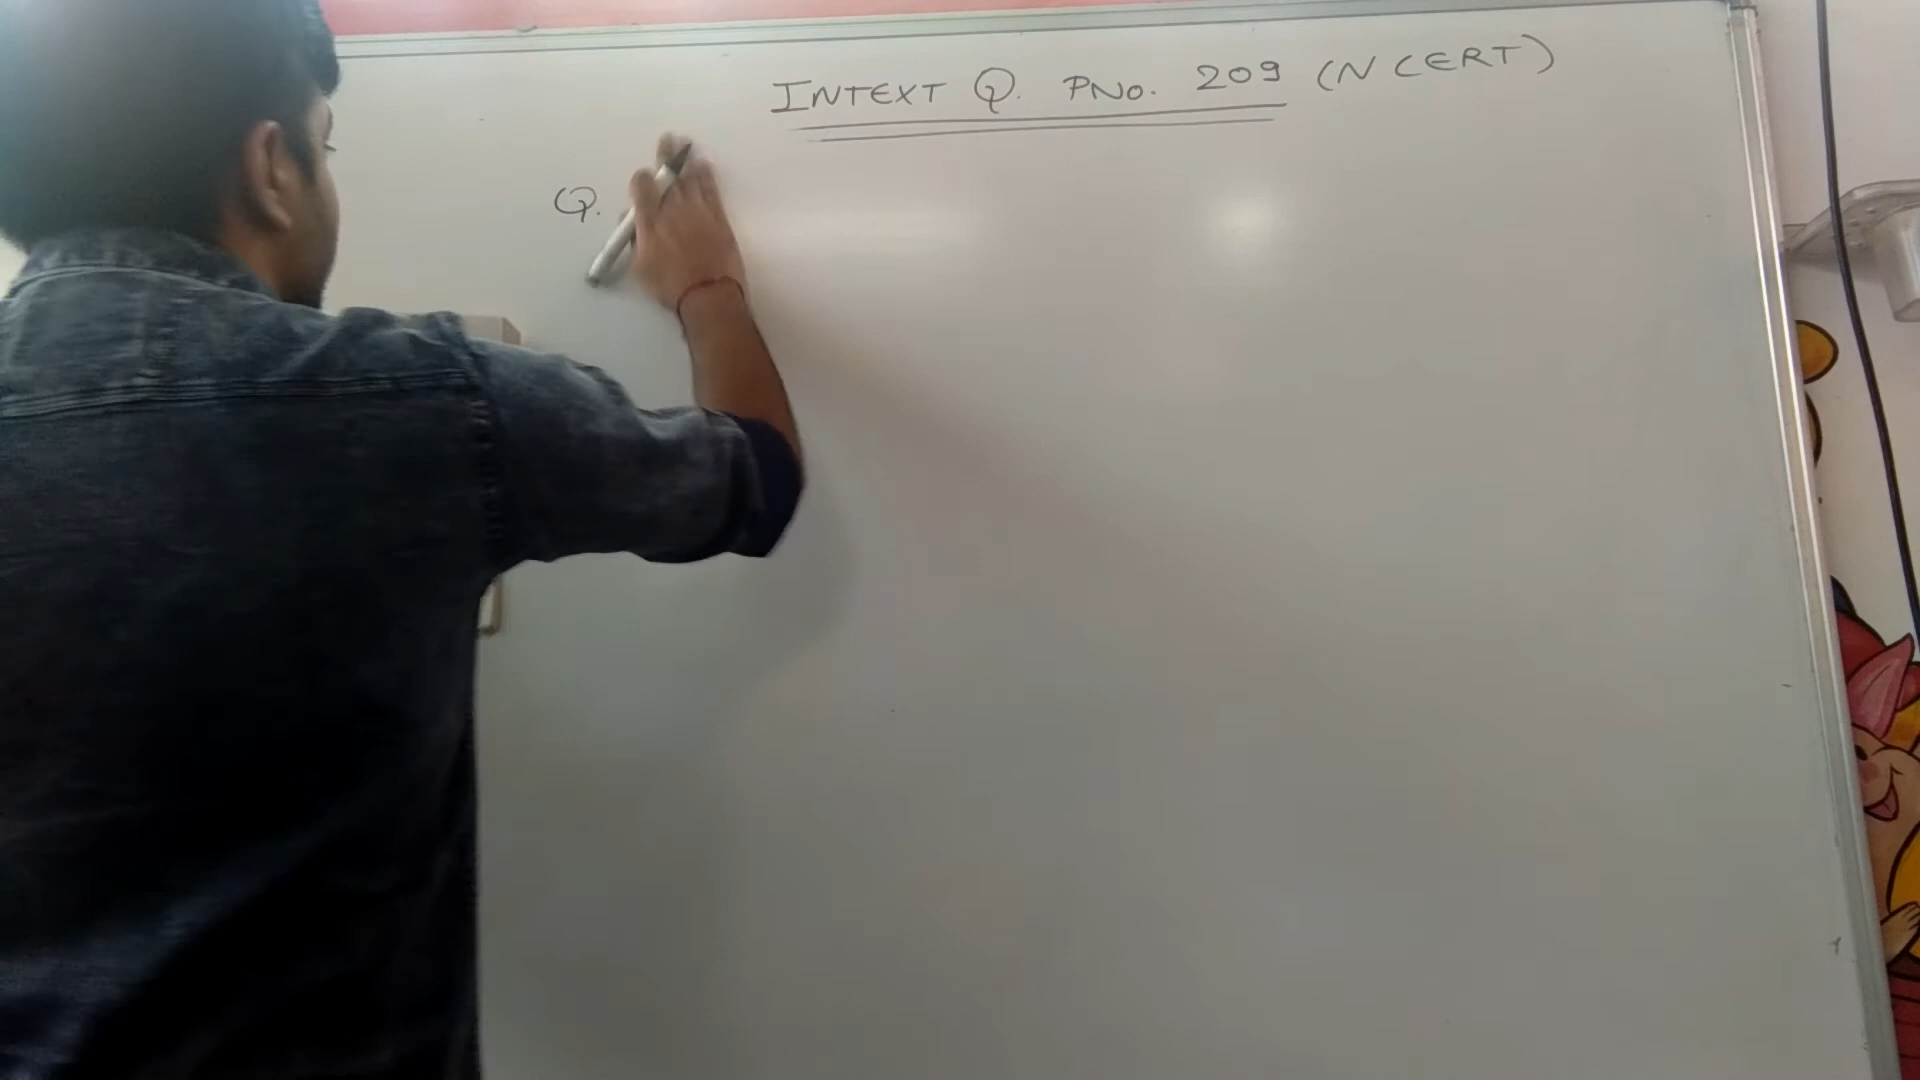 INTEXT Q. PNo. 209 (NCERT)
Q.